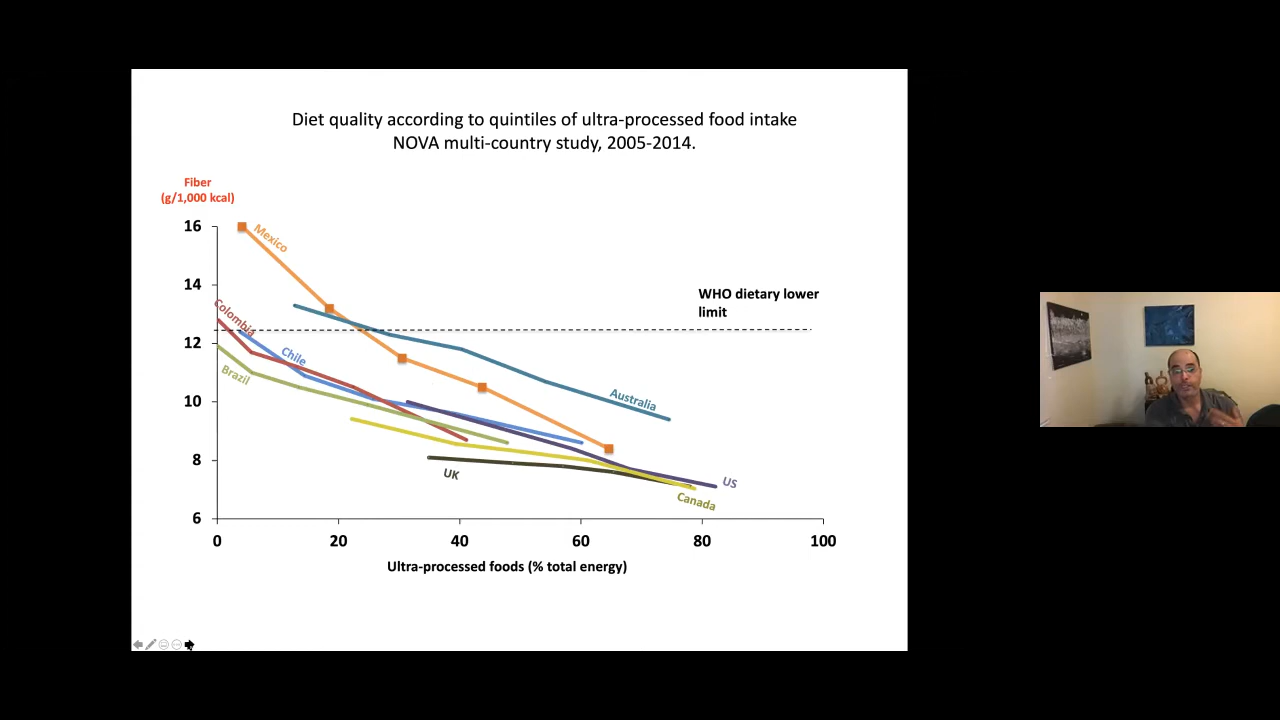 Diet quality according to quintiles of ultra-processed food intake
NOVA multi-country study, 2005-2014.
Fiber
(g/1,000 kcal)
16
Mexico
14
WHO dietary lower
limit
Colombia
12
Chile
Brazil
Australia
10
8
UK
US
Canada
6
0
20
40
60
80
100
Ultra-processed foods (% total energy)